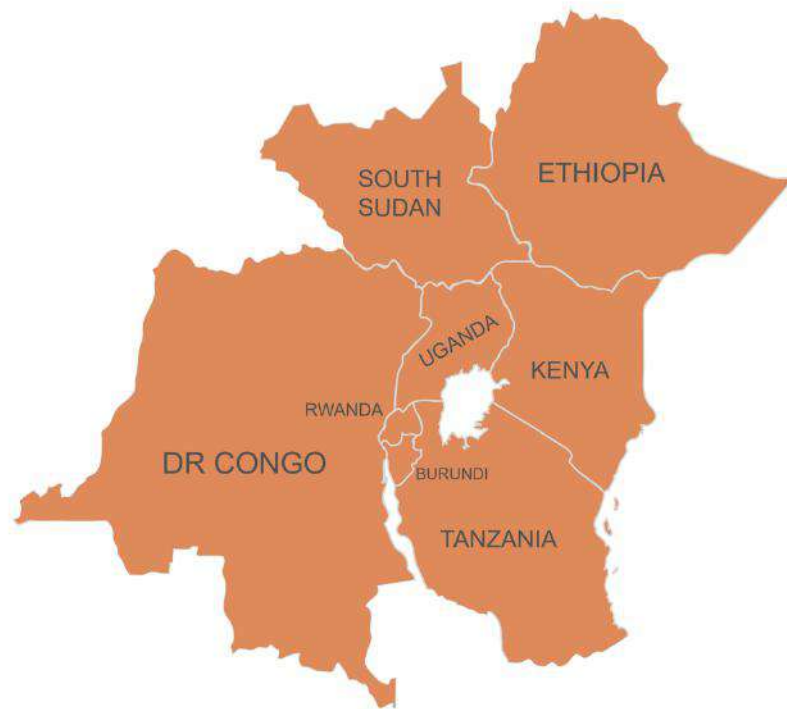 ETHIOPIA
SOUTH
SUDAN
UGANDA
KENYA
RWANDA
DR CONGO
BURUNDI
TANZANIA